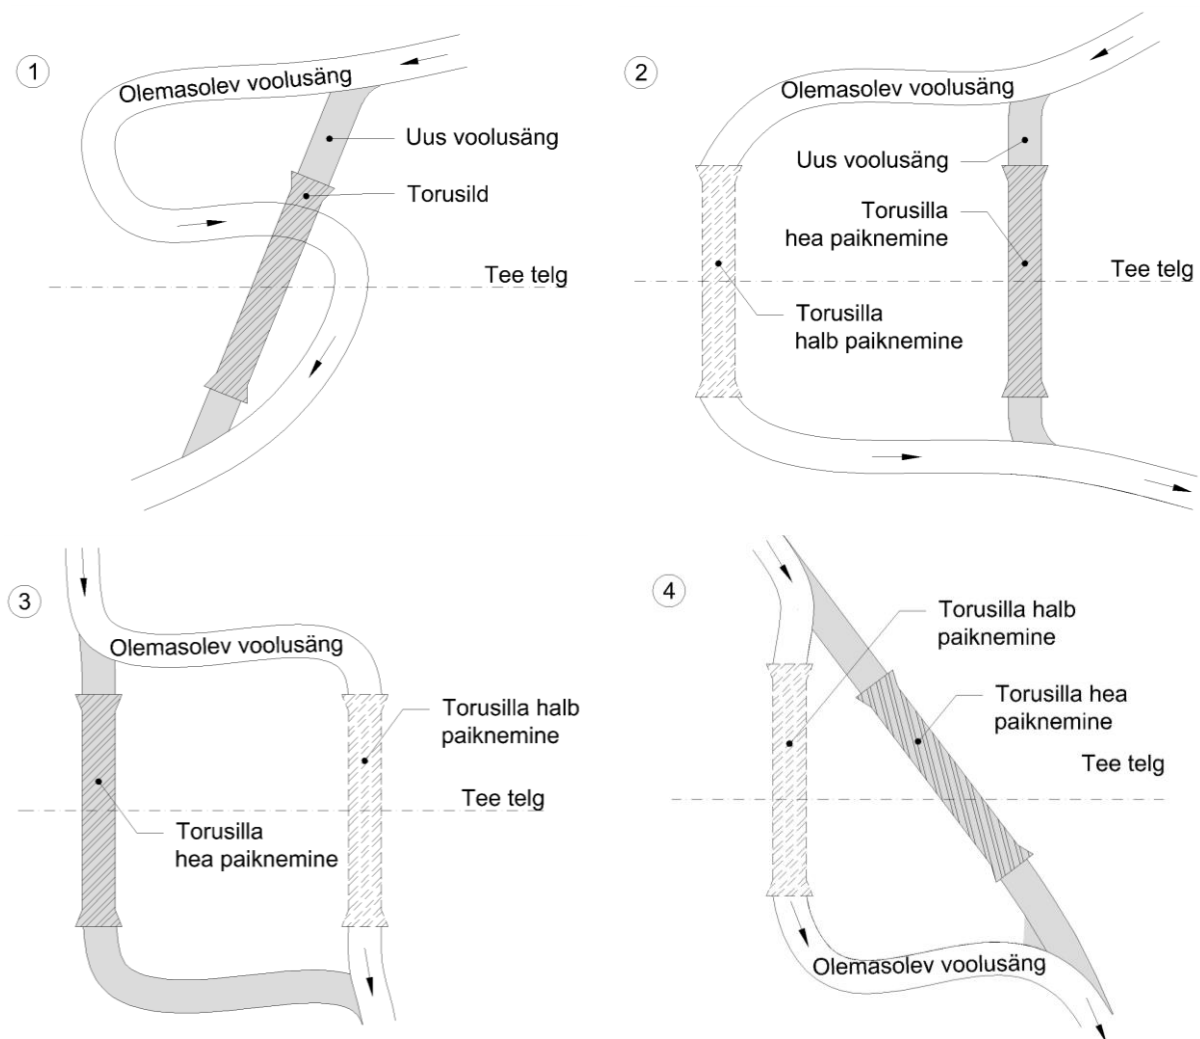 1
Olemasolev voolusäng
Uus voolusäng
Torusild
Tee telg
2
Olemasolev voolusäng
Uus voolusäng
Torusilla
hea paiknemine
Tee telg
Torusilla
halb paiknemine
3
Olemasolev voolusäng
Torusilla halb
paiknemine
Tee telg
Torusilla
hea paiknemine
4
Torusilla halb
paiknemine
Torusilla hea
paiknemine
Tee telg
Olemasolev voolusäng